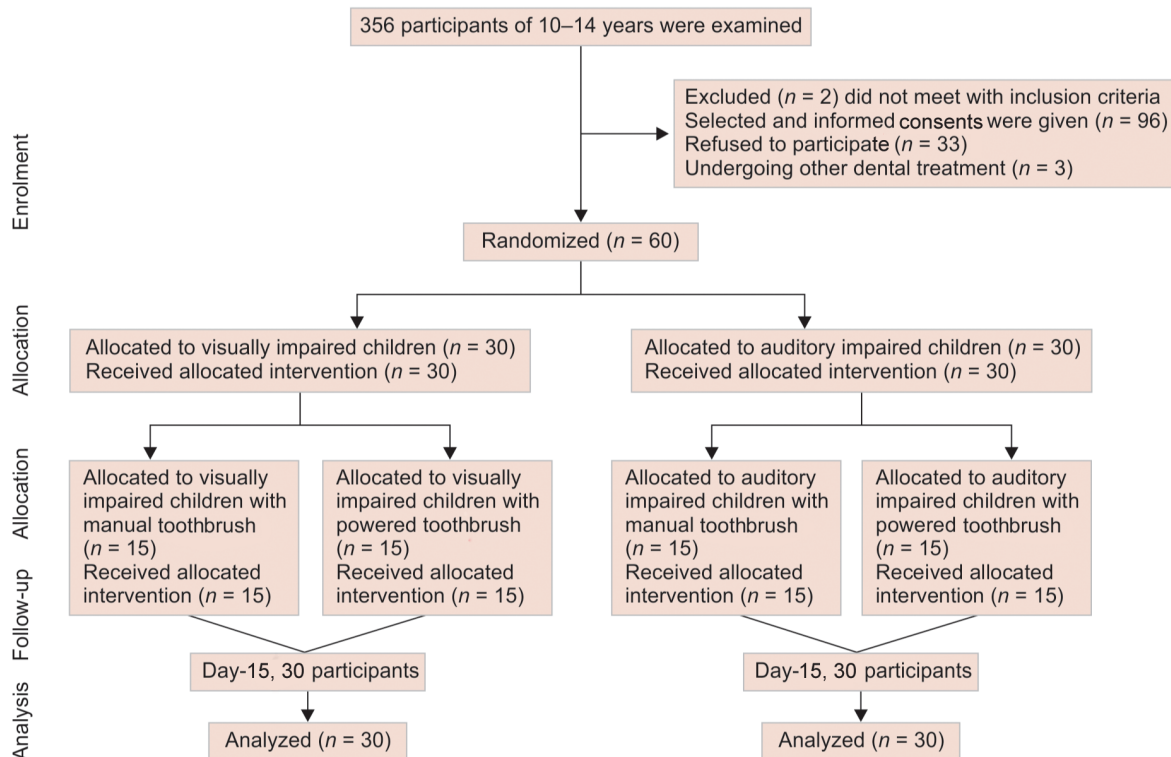 356 participants of 10–14 years were examined
Excluded (n = 2) did not meet with inclusion criteria
Selected and informed consents were given (n = 96)
Refused to participate (n = 33)
Undergoing other dental treatment (n = 3)
Enrolment
Randomized (n = 60)
Allocation
Allocated to visually impaired children (n = 30)
Received allocated intervention (n = 30)
Allocated to auditory impaired children (n = 30)
Received allocated intervention (n = 30)
Allocation
Allocated to visually
impaired children with
manual toothbrush
(n = 15)
Received allocated
intervention (n = 15)
Allocated to visually
impaired children with
powered toothbrush
(n = 15)
Received allocated
intervention (n = 15)
Allocated to auditory
impaired children with
manual toothbrush
(n = 15)
Received allocated
intervention (n = 15)
Allocated to auditory
impaired children with
powered toothbrush
(n = 15)
Received allocated
intervention (n = 15)
Follow-up
Day-15, 30 participants
Day-15, 30 participants
Analysis
Analyzed (n = 30)
Analyzed (n = 30)